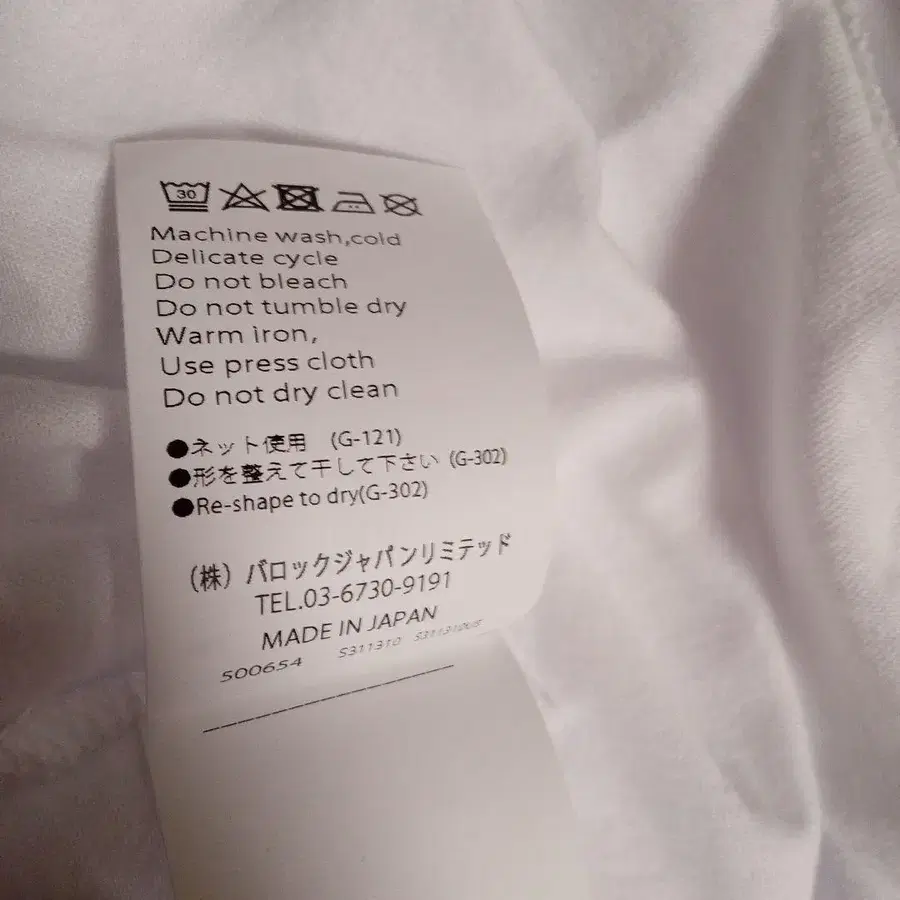 30
Machine wash,cold
Delicate cycle
Do not bleach
Do not tumble dry
Warm iron,
Use press cloth
Do not dry clean
●ネット使用 (G-121)
●形を整えて干して下さい (G-302)
●Re-shape to dry(G-302)
(株) バロックジャパンリミテッド
TEL.03-6730-9191
MADE IN JAPAN
500654 S311310